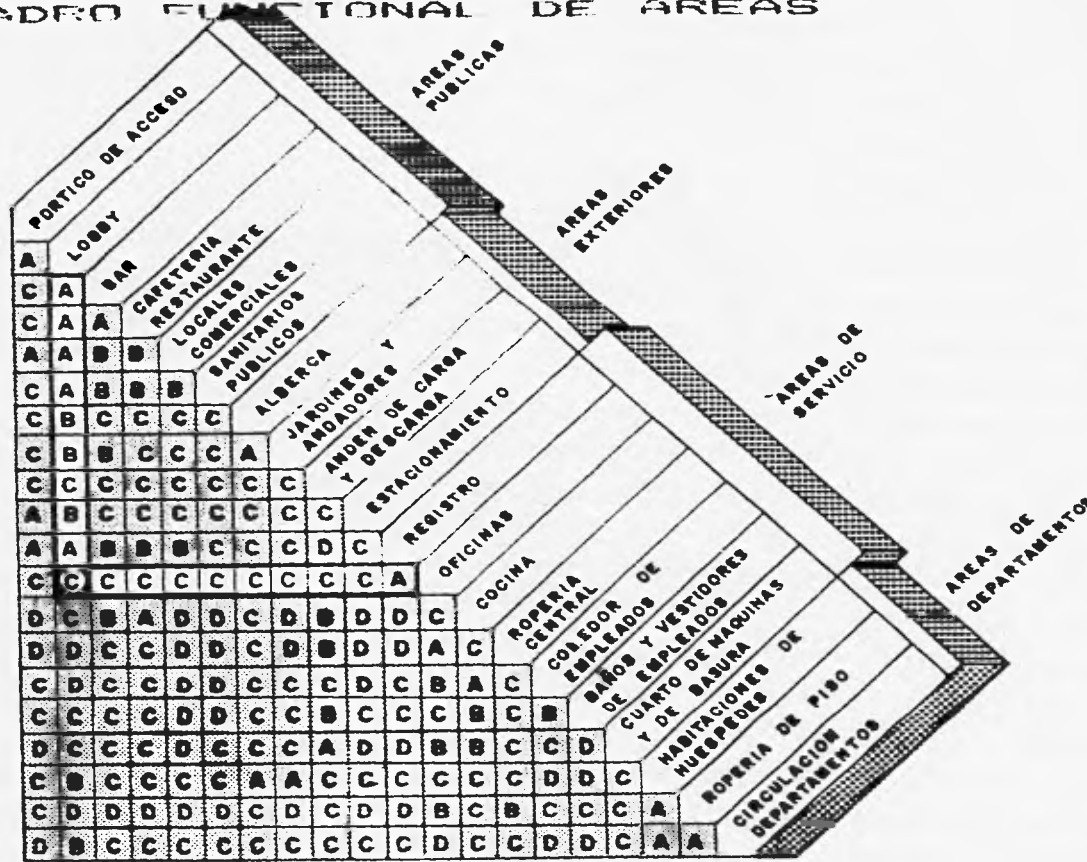 CUADRO FUNCIONAL DE AREAS
AREAS
PUBLICAS
AREAS
EXTERIORES
AREAS DE
SERVICIO
AREAS DE
DEPARTAMENTOS
PORTICO DE ACCESO
LOBBY
BAR
CAFETERIA
RESTAURANTE
LOCALES
COMERCIALES
SANITARIOS
PUBLICOS
ALBERCA
JARDINES Y
ANDADORES
ANDEN DE CARGA
Y DESCARGA
ESTACIONAMIENTO
REGISTRO
OFICINAS
COCINA
ROPERIA
CENTRAL
COMEDOR DE
EMPLEADOS
BAÑOS Y VESTIDORES
DE EMPLEADOS
CUARTO DE MAQUINAS
Y DE BASURA
HABITACIONES DE
HUESPEDES
ROPERIA DE PISO
CIRCULACION
DEPARTAMENTOS
A
C A
C A A
A A B B
C A B B B
C B C C C C
C B B C C C A
C C C C C C C C
A B C C C C C C C
A A B B B C C C D C
C C C C C C C C C C A
D C B A D D C D B D D C
D D C C D D C D B D D A C
C D C C D D C C C D C B A C
C C C C D D C C B C C C B C B
D C C C D C C C A D D B B C C D
C B C C C C A A C C C C C C D D C
C D D D D D C D C D D B C B C C C A
D B C C C C C C C C C D C C D D C A A